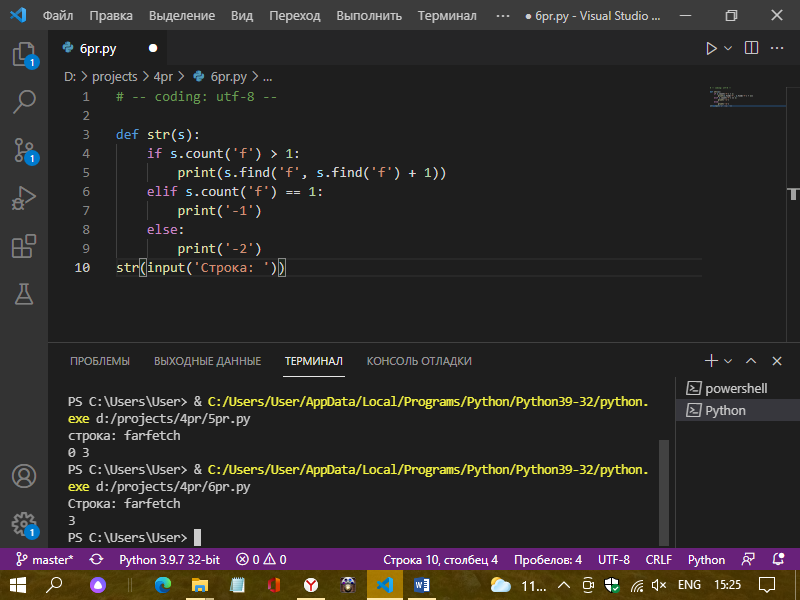 Файл Правка Выделение Вид Переход Выполнить Терминал ··· ● 6pr.py - Visual Studio ...
6pr.py ●
D: > projects > 4pr > 6pr.py > ...
1 # -- coding: utf-8 --
2
3 def str(s):
4 if s.count('f') > 1:
5 print(s.find('f', s.find('f') + 1))
6 elif s.count('f') == 1:
7 print('-1')
8 else:
9 print('-2')
10 str(input('Строка: '))
1
1
1
ПРОБЛЕМЫ ВЫХОДНЫЕ ДАННЫЕ ТЕРМИНАЛ КОНСОЛЬ ОТЛАДКИ
powershell
Python
PS C:\Users\User> & C:/Users/User/AppData/Local/Programs/Python/Python39-32/python.
exe d:/projects/4pr/5pr.py
строка: farfetch
0 3
PS C:\Users\User> & C:/Users/User/AppData/Local/Programs/Python/Python39-32/python.
exe d:/projects/4pr/6pr.py
Строка: farfetch
3
PS C:\Users\User>
master* Python 3.9.7 32-bit 0 0 Строка 10, столбец 4 Пробелов: 4 UTF-8 CRLF Python
11... ENG 15:25